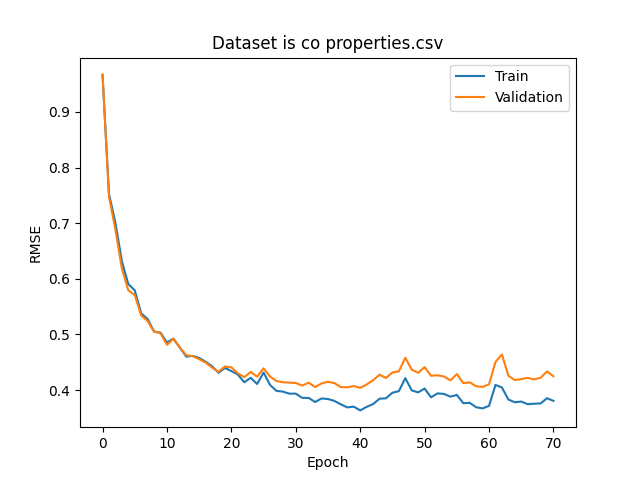 Dataset is co properties.csv
Train
Validation
RMSE
0.9
0.8
0.7
0.6
0.5
0.4
0 10 20 30 40 50 60 70
Epoch